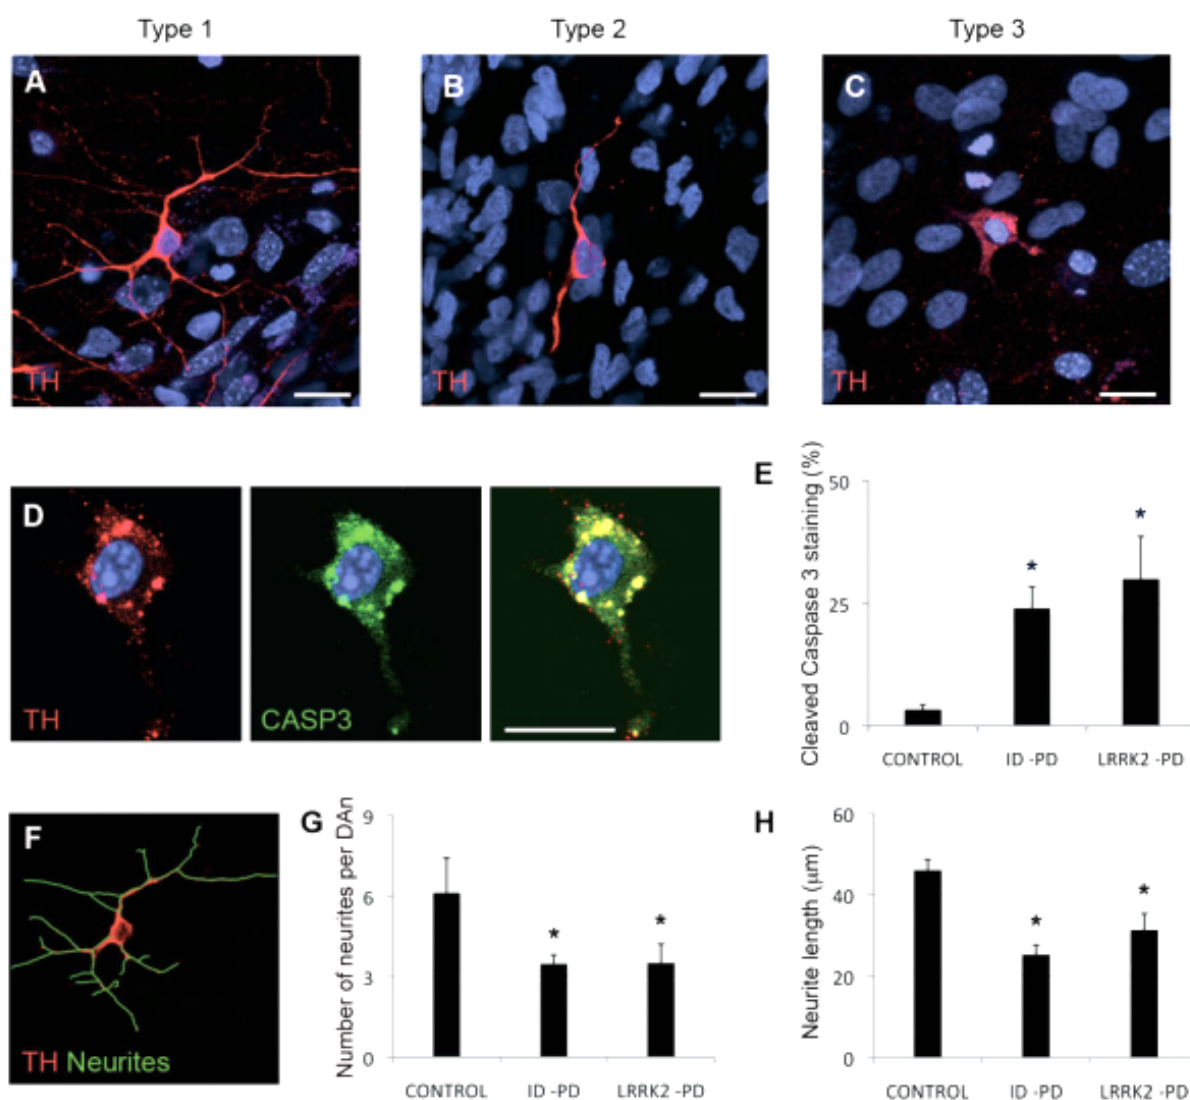 Type 1
Type 2
Type 3
A
TH
B
TH
C
TH
D
TH
CASP3
E
Cleaved Caspase 3 staining (%)
50
25
0
CONTROL
ID -PD
LRRK2 -PD
*
*
F
TH Neurites
G
Number of neurites per DAn
9
6
3
0
CONTROL
ID -PD
LRRK2 -PD
*
*
H
Neurite length (μm)
60
40
20
0
CONTROL
ID -PD
LRRK2 -PD
*
*